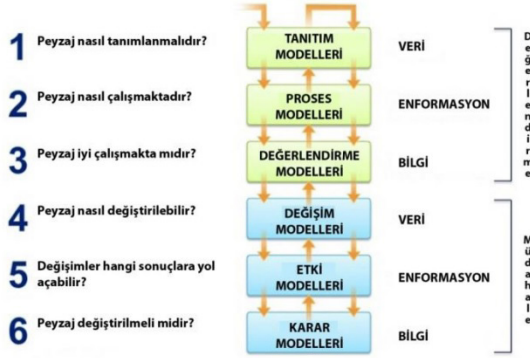 1 Peyzaj nasıl tanımlanmalıdır?
TANITIM
MODELLERİ
VERİ
2 Peyzaj nasıl çalışmaktadır?
PROSES
MODELLERİ
ENFORMASYON
3 Peyzaj iyi çalışmakta mıdır?
DEĞERLENDİRME
MODELLERİ
BİLGİ
Değerlendirme
4 Peyzaj nasıl değiştirilebilir?
DEĞİŞİM
MODELLERİ
VERİ
5 Değişimler hangi sonuçlara yol
açabilir?
ETKİ
MODELLERİ
ENFORMASYON
6 Peyzaj değiştirilmeli midir?
KARAR
MODELLERİ
BİLGİ
Müdahale